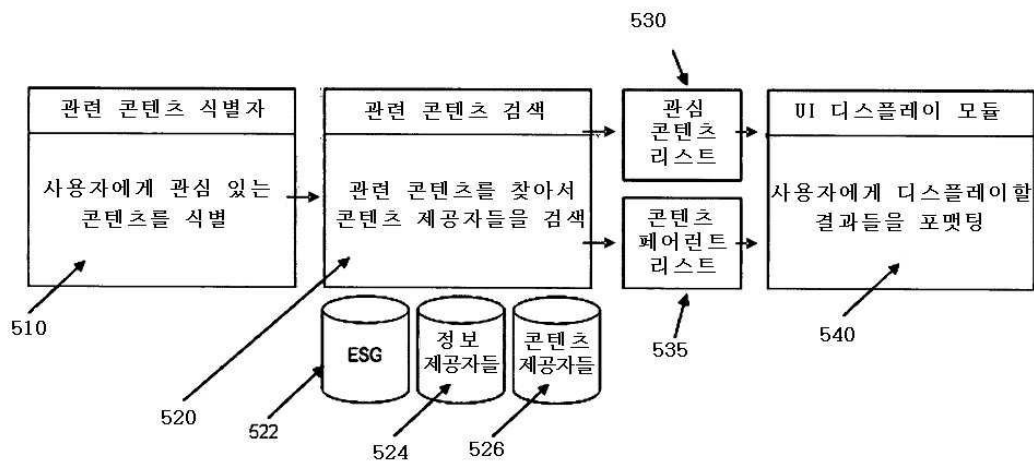 530
관련 콘텐츠 식별자
사용자에게 관심 있는
콘텐츠를 식별
510
관련 콘텐츠 검색
관련 콘텐츠를 찾아서
콘텐츠 제공자들을 검색
520
ESG
522
정보
제공자들
524
콘텐츠
제공자들
526
관심
콘텐츠
리스트
콘텐츠
페어런트
리스트
535
UI 디스플레이 모듈
사용자에게 디스플레이할
결과들을 포맷팅
540